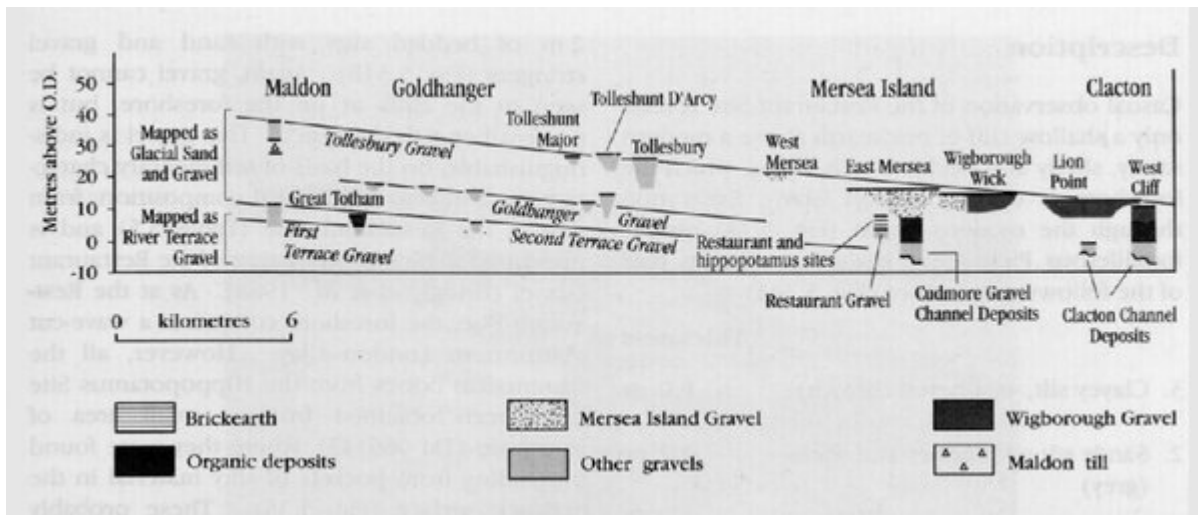 Metres above O.D.
50
40
30
20
10
0
-10
Mapped as
Glacial Sand
and Gravel
Mapped as
River Terrace
Gravel
Maldon
Goldhanger
Mersea Island
Clacton
Tollesbury Gravel
Tolleshunt
Major
Tolleshunt D'Arcy
Tollesbury
West
Mersea
East Mersea
Wigborough
Wick
Lion
Point
West
Cliff
Great Totham
Goldhanger
Gravel
First
Terrace Gravel
Second Terrace Gravel
Restaurant and
hippopotamus sites
Restaurant Gravel
Cudmore Gravel
Channel Deposits
Clacton Channel
Deposits
0 kilometres 6
Brickearth
Mersea Island Gravel
Wigborough Gravel
Organic deposits
Other gravels
Maldon till